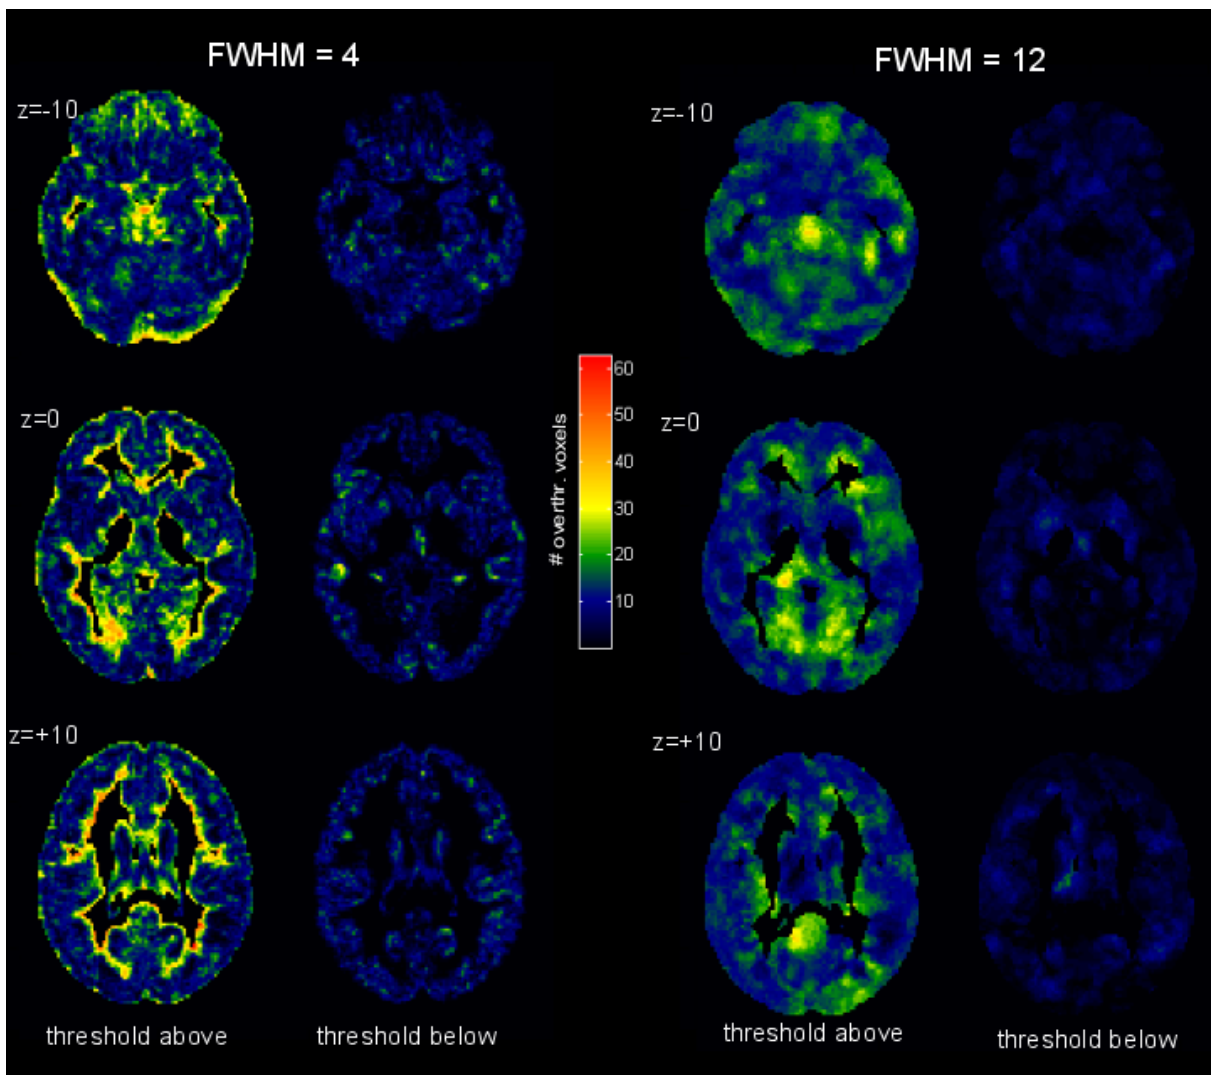 FWHM = 4
FWHM = 12
z=-10
z=-10
z=0
z=0
# overthr. voxels
60
50
40
30
20
10
z=+10
z=+10
threshold above
threshold below
threshold above
threshold below